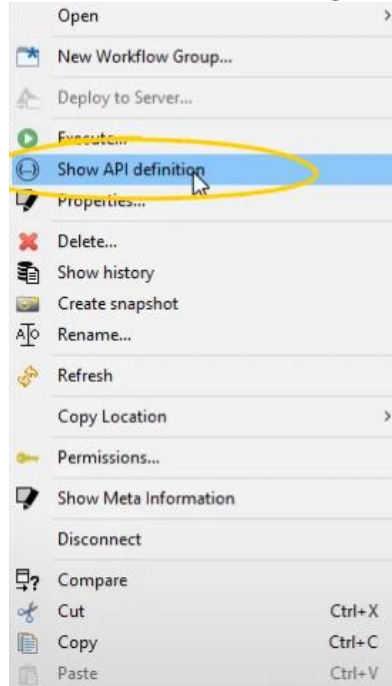 Open
New Workflow Group...
Deploy to Server...
Execute...
Show API definition
Properties...
Delete...
Show history
Create snapshot
Rename...
Refresh
Copy Location
Permissions...
Show Meta Information
Disconnect
Compare
Cut Ctrl+X
Copy Ctrl+C
Paste Ctrl+V